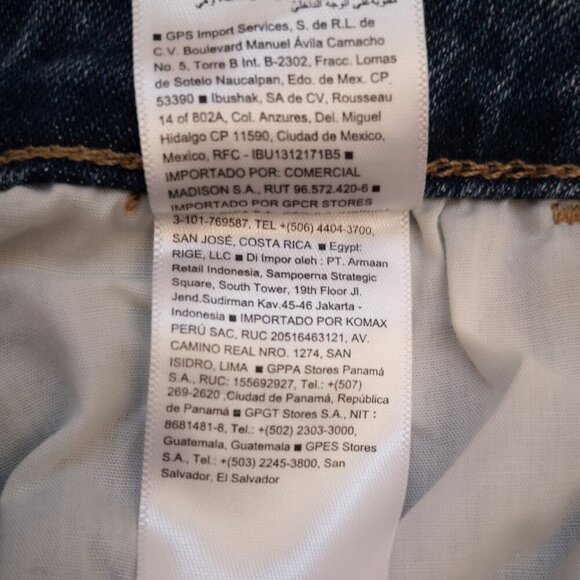 مطبوعة على الوجه الداخلي
■ GPS Import Services, S. de R.L. de
C.V. Boulevard Manuel Ávila Camacho
No. 5, Torre B Int. B-2302, Fracc. Lomas
de Sotelo Naucalpan, Edo. de Mex. CP
53390 ■ Ibushak, SA de CV, Rousseau
14 of 802A, Col. Anzures, Del. Miguel
Hidalgo CP 11590, Ciudad de Mexico,
Mexico, RFC - IBU1312171B5 ■
IMPORTADO POR: COMERCIAL
MADISON S.A., RUT 96.572.420-6 ■
IMPORTADO POR GPCR STORES
3-101-769587, TEL +(506) 4404-3700,
SAN JOSÉ, COSTA RICA ■ Egypt:
RIGE, LLC ■ Di Impor oleh : PT. Armaan
Retail Indonesia, Sampoerna Strategic
Square, South Tower, 19th Floor Jl.
Jend.Sudirman Kav.45-46 Jakarta -
Indonesia ■ IMPORTADO POR KOMAX
PERÚ SAC, RUC 20516463121, AV.
CAMINO REAL NRO. 1274, SAN
ISIDRO, LIMA ■ GPPA Stores Panamá
S.A., RUC: 155692927, Tel.: +(507)
269-2620 ,Ciudad de Panamá, República
de Panamá ■ GPGT Stores S.A., NIT :
8681481-8, Tel.: +(502) 2303-3000,
Guatemala, Guatemala ■ GPES Stores
S.A., Tel.: +(503) 2245-3800, San
Salvador, El Salvador